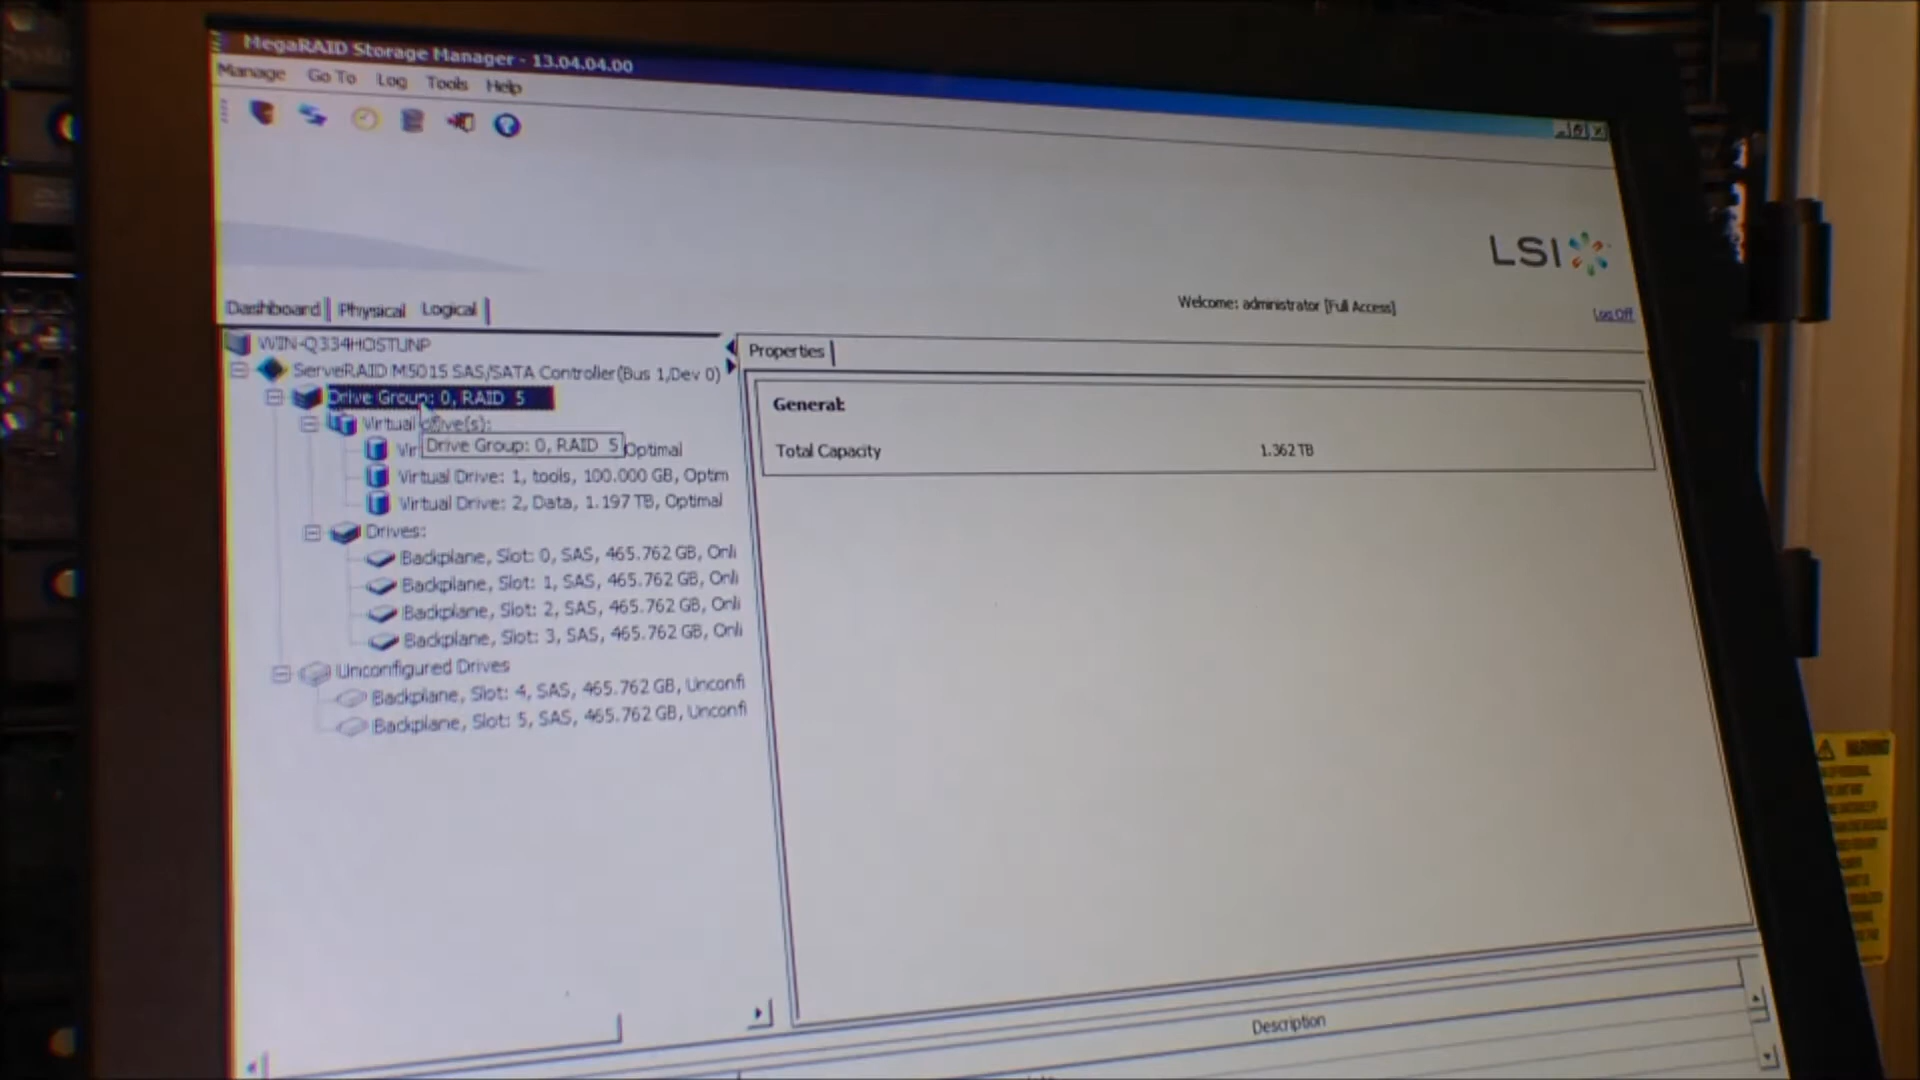 MegaRAID Storage Manager - 13.04.04.00
Manage Go To Log Tools Help
LSI
Welcome: administrator [Full Access]
Log Off
Dashboard Physical Logical
WIN-Q334HOSTUNP
ServeRAID M5015 SAS/SATA Controller(Bus 1,Dev 0)
Drive Group: 0, RAID 5
Virtual Drive(s):
Vir Optimal
Drive Group: 0, RAID 5
Virtual Drive: 1, tools, 100.000 GB, Optim
Virtual Drive: 2, Data, 1.197 TB, Optimal
Drives:
Backplane, Slot: 0, SAS, 465.762 GB, Onli
Backplane, Slot: 1, SAS, 465.762 GB, Onli
Backplane, Slot: 2, SAS, 465.762 GB, Onli
Backplane, Slot: 3, SAS, 465.762 GB, Onli
Unconfigured Drives
Backplane, Slot: 4, SAS, 465.762 GB, Unconfi
Backplane, Slot: 5, SAS, 465.762 GB, Unconfi
Properties
General:
Total Capacity 1.362 TB
Description
WARNING